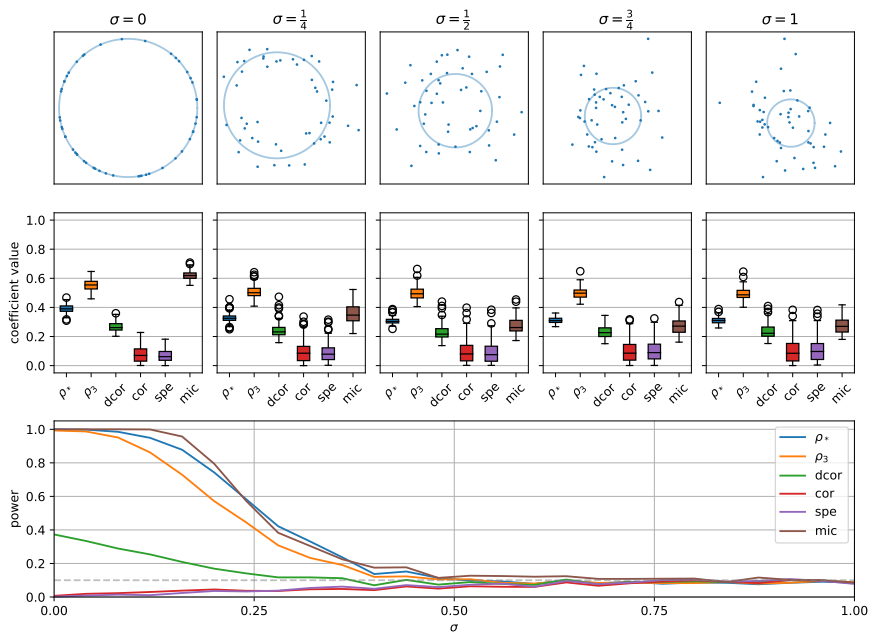 σ = 0
σ = 1/4
σ = 1/2
σ = 3/4
σ = 1
coefficient value
1.0
0.8
0.6
0.4
0.2
0.0
ρ* ρ3 dcor cor spe mic
ρ* ρ3 dcor cor spe mic
ρ* ρ3 dcor cor spe mic
ρ* ρ3 dcor cor spe mic
ρ* ρ3 dcor cor spe mic
power
1.0
0.8
0.6
0.4
0.2
0.0
ρ*
ρ3
dcor
cor
spe
mic
0.00 0.25 0.50 0.75 1.00
σ